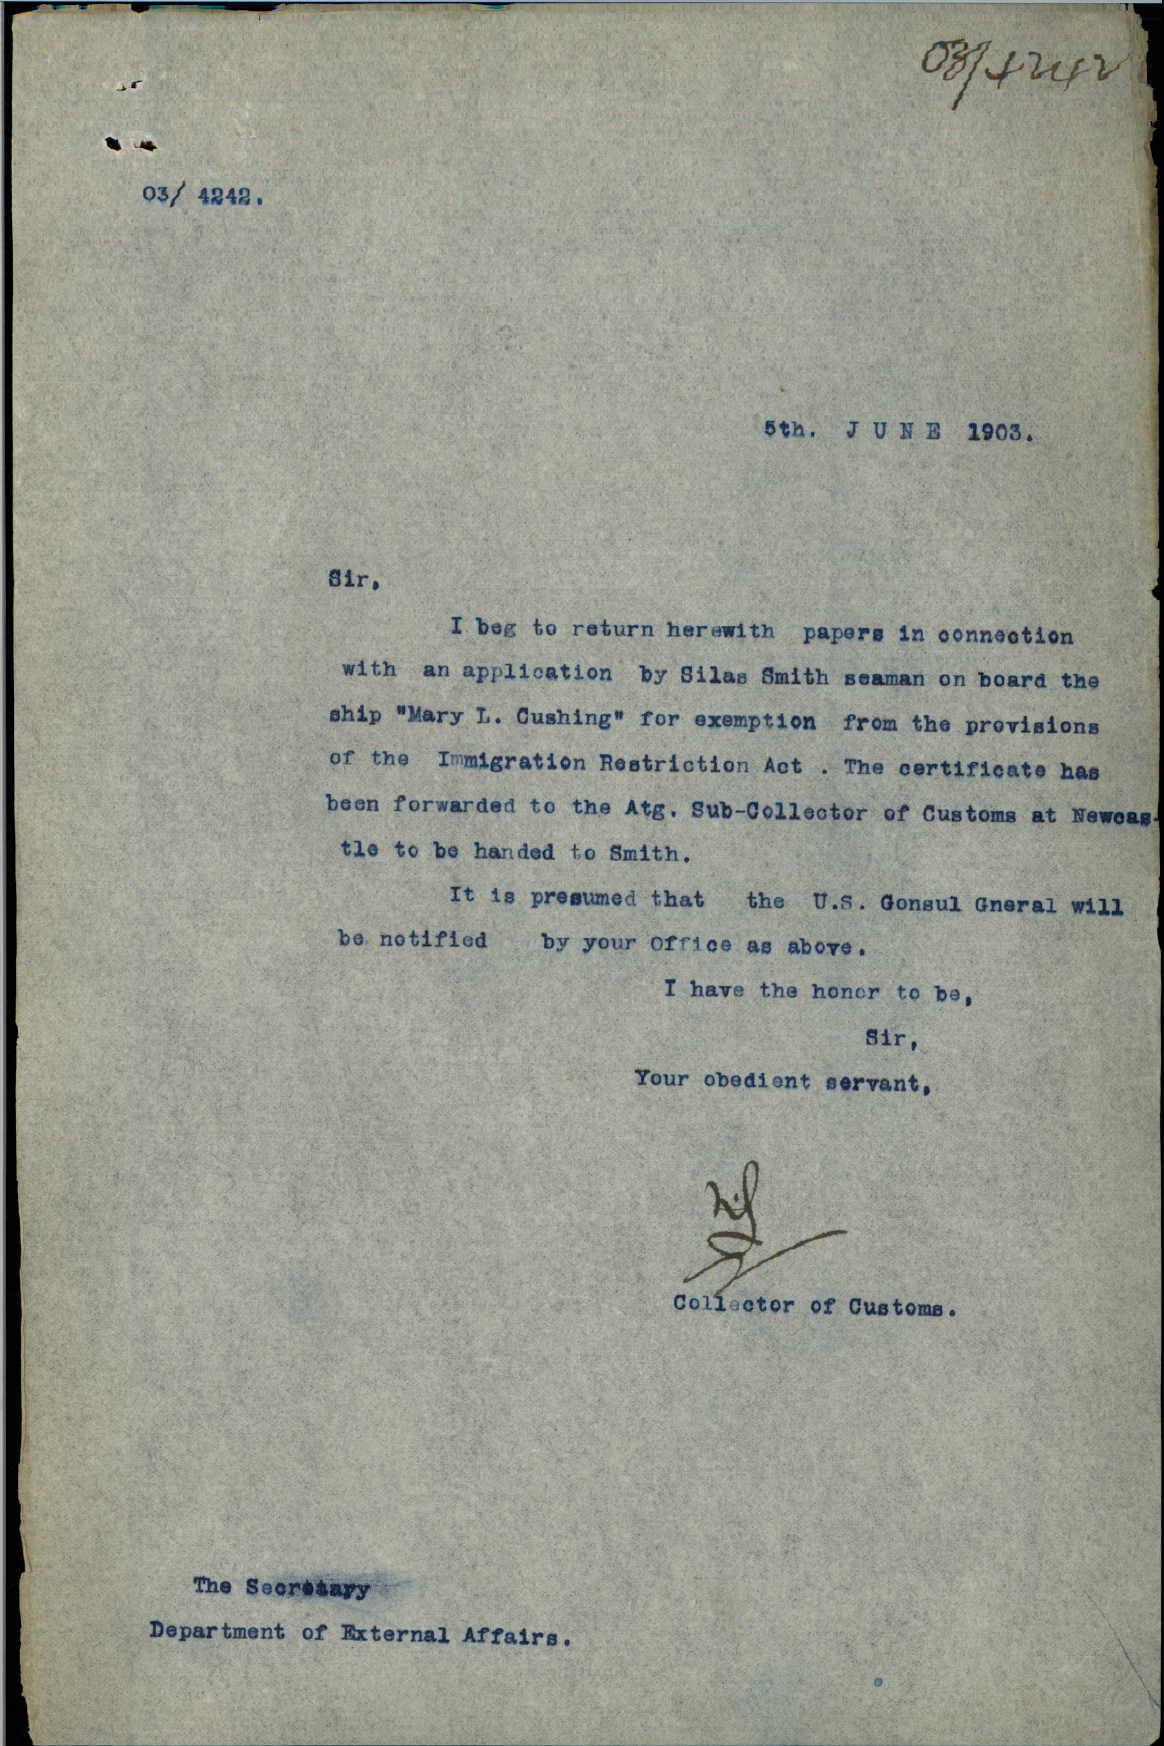 03/4242
03/ 4242.
5th. J U N E 1903.
Sir,
I beg to return herewith papers in connection
with an application by Silas Smith seaman on board the
ship "Mary L. Cushing" for exemption from the provisions
of the Immigration Restriction Act . The certificate has
been forwarded to the Atg. Sub-Collector of Customs at Newcas-
tle to be handed to Smith.
It is presumed that the U.S. Gonsul Gneral will
be notified by your Office as above.
I have the honor to be,
Sir,
Your obedient servant,
Collector of Customs.
The Secretary
Department of External Affairs.